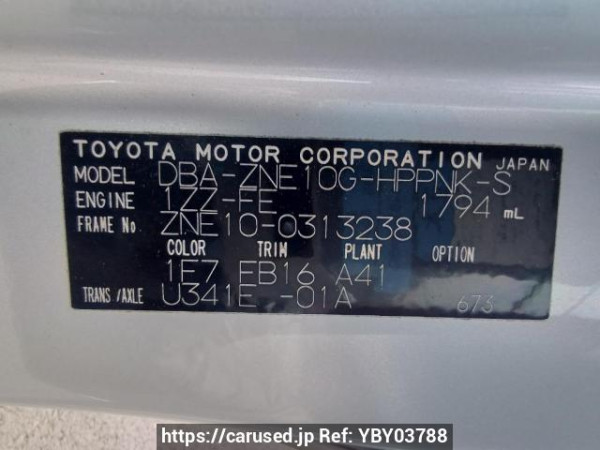 TOYOTA MOTOR CORPORATION JAPAN
MODEL DBA-ZNE10G-HPPNK-S
ENGINE 1ZZ-FE 1794 mL
FRAME No ZNE10-0313238
COLOR TRIM PLANT OPTION
1E7 FB16 A41
TRANS /AXLE U341E -01A 673
https://carused.jp Ref: YBY03788